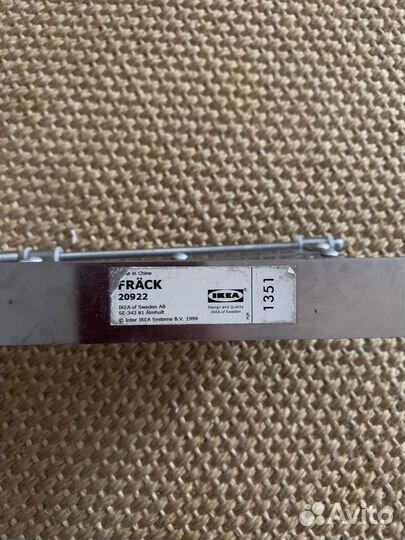 in China
FRÄCK
20922
IKEA of Sweden AB
SE-343 81 Älmhult
© Inter IKEA Systems B.V. 1999
IKEA
Design and Quality
IKEA of Sweden
1351
Avito